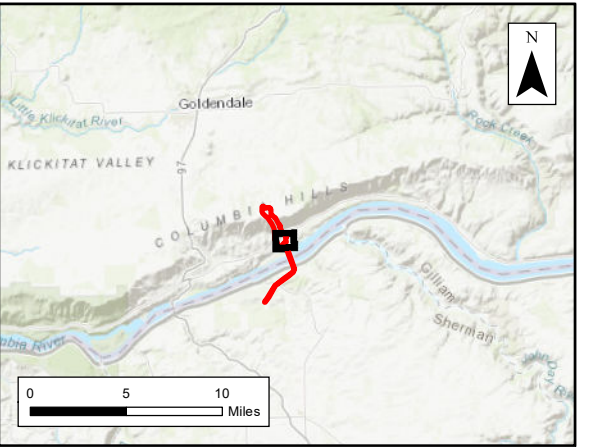 N
Goldendale
Little Klickitat River
Rock Creek
KLICKITAT VALLEY
97
COLUMBIA HILLS
Gilliam
Sherman
mbia River
John Day R
0 5 10
Miles